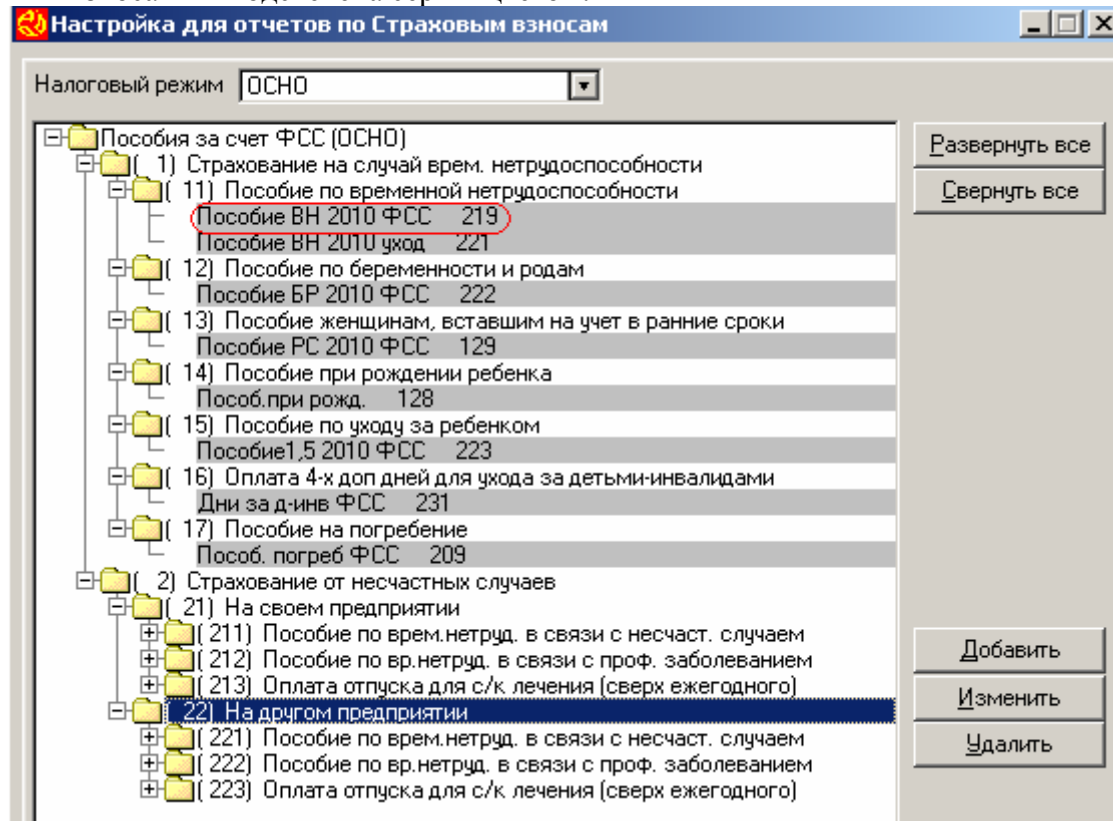 Настройка для отчетов по Страховым взносам
Налоговый режим ОСНО
Пособия за счет ФСС (ОСНО)
( 1) Страхование на случай врем. нетрудоспособности
( 11) Пособие по временной нетрудоспособности
Пособие ВН 2010 ФСС 219
Пособие ВН 2010 уход 221
( 12) Пособие по беременности и родам
Пособие БР 2010 ФСС 222
( 13) Пособие женщинам, вставшим на учет в ранние сроки
Пособие РС 2010 ФСС 129
( 14) Пособие при рождении ребенка
Пособ.при рожд. 128
( 15) Пособие по уходу за ребенком
Пособие1,5 2010 ФСС 223
( 16) Оплата 4-х доп дней для ухода за детьми-инвалидами
Дни за д-инв ФСС 231
( 17) Пособие на погребение
Пособ. погреб ФСС 209
( 2) Страхование от несчастных случаев
( 21) На своем предприятии
( 211) Пособие по врем.нетруд. в связи с несчаст. случаем
( 212) Пособие по вр.нетруд. в связи с проф. заболеванием
( 213) Оплата отпуска для с/к лечения (сверх ежегодного)
( 22) На другом предприятии
( 221) Пособие по врем.нетруд. в связи с несчаст. случаем
( 222) Пособие по вр.нетруд. в связи с проф. заболеванием
( 223) Оплата отпуска для с/к лечения (сверх ежегодного)
Развернуть все
Свернуть все
Добавить
Изменить
Удалить